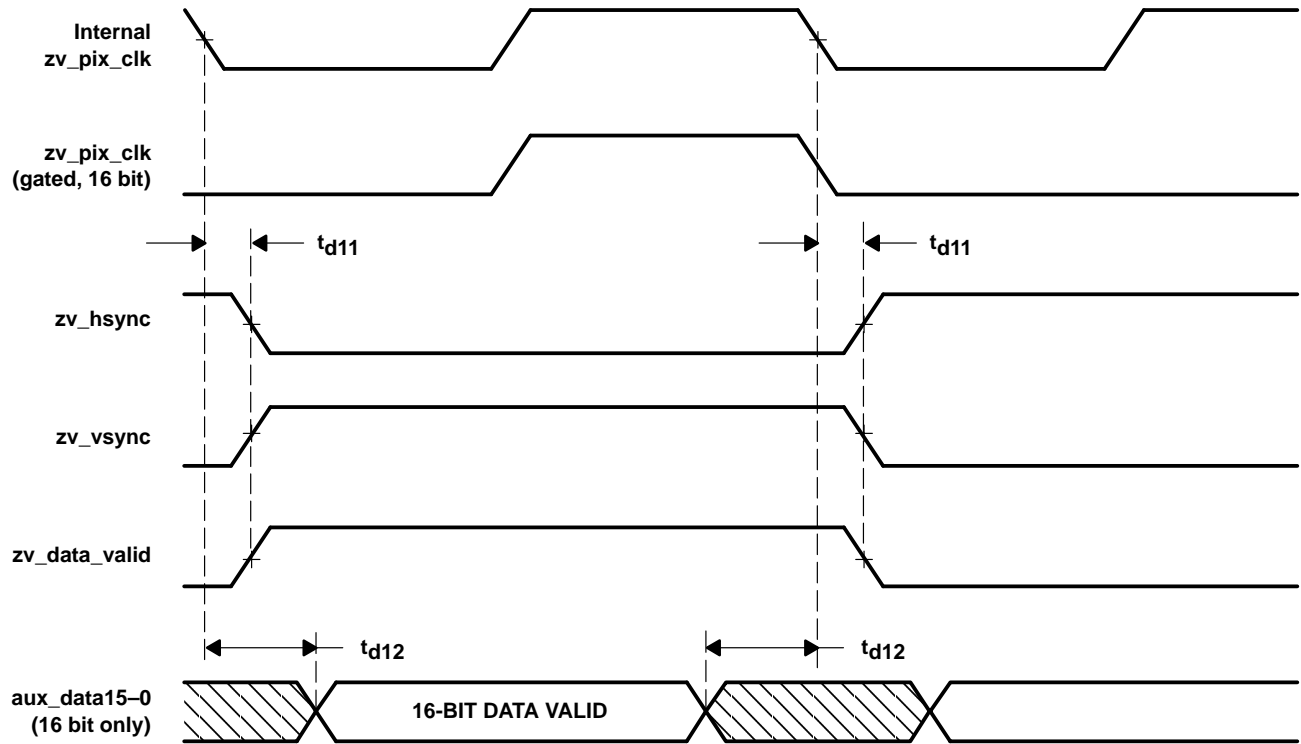 Internal
zv_pix_clk
zv_pix_clk
(gated, 16 bit)
td11
td11
zv_hsync
zv_vsync
zv_data_valid
td12
td12
aux_data15–0
(16 bit only)
16-BIT DATA VALID